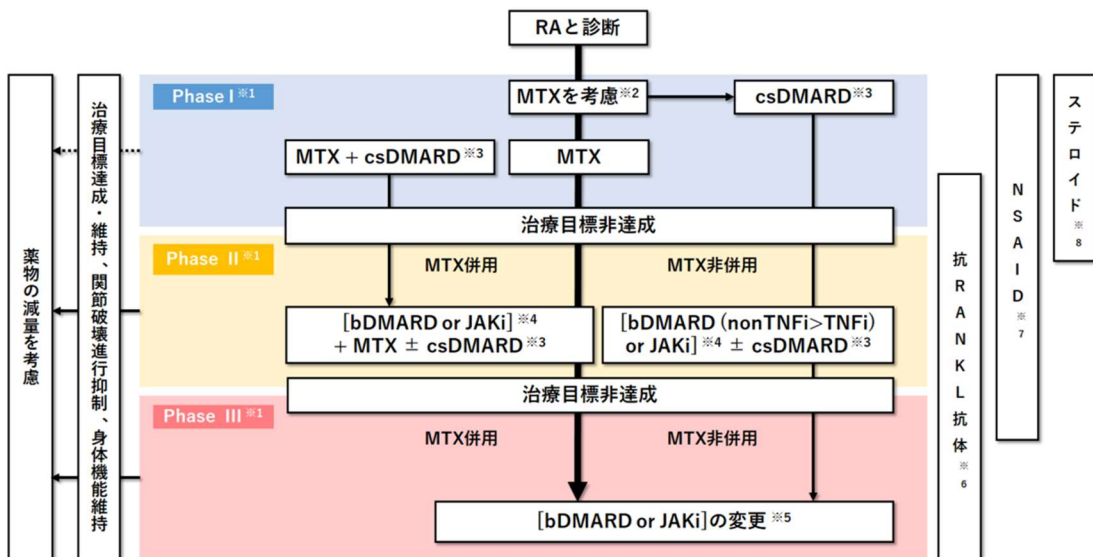 RAと診断
Phase I ※1
MTXを考慮※2
csDMARD※3
MTX + csDMARD※3
MTX
治療目標非達成
Phase II ※1
MTX併用
MTX非併用
[bDMARD or JAKi]※4
+ MTX ± csDMARD※3
[bDMARD (nonTNFi>TNFi)
or JAKi]※4 ± csDMARD※3
治療目標非達成
Phase III ※1
MTX併用
MTX非併用
[bDMARD or JAKi]の変更※5
薬物の減量を考慮
治療目標達成・維持、関節破壊進行抑制、身体機能維持
抗RANKL抗体※6
NSAID※7
ステロイド※8